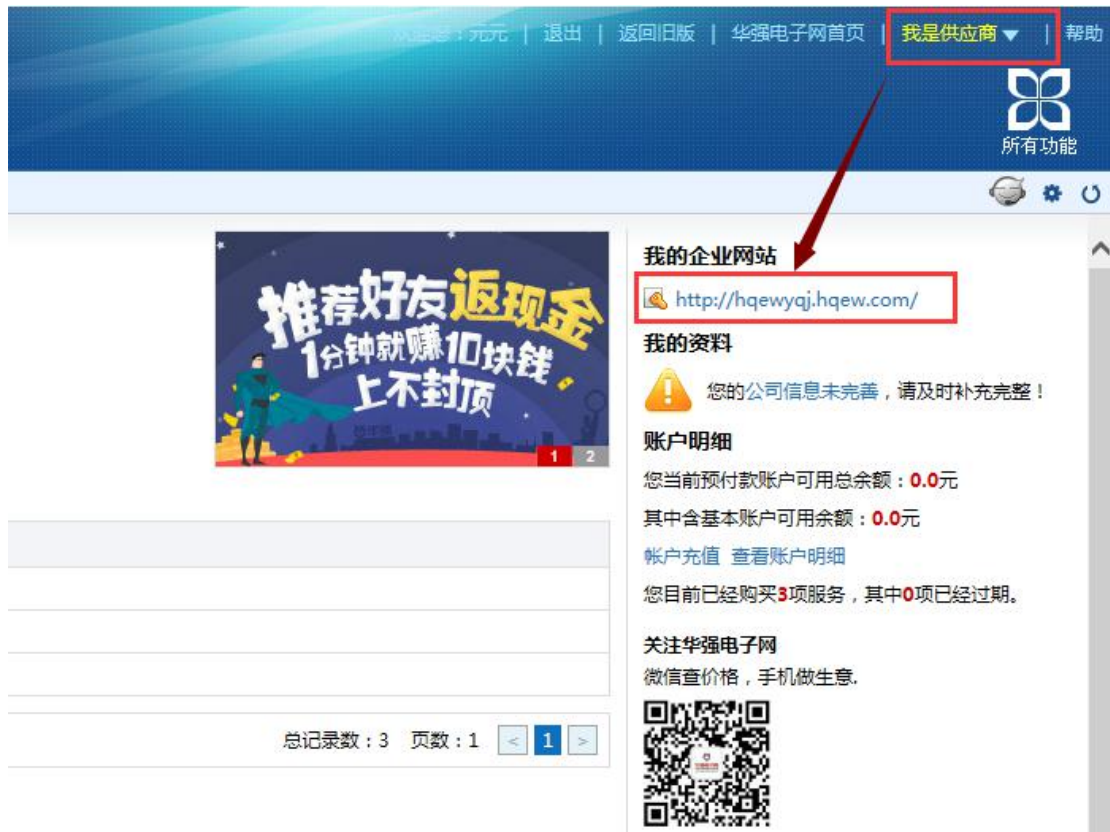 欢迎您：元元 | 退出 | 返回旧版 | 华强电子网首页 | 我是供应商 | 帮助
所有功能
推荐好友返现金
1分钟就赚10块钱
上不封顶
1 2
我的企业网站
http://hqewyqj.hqew.com/
我的资料
您的公司信息未完善，请及时补充完整！
账户明细
您当前预付款账户可用总余额：0.0元
其中含基本账户可用余额：0.0元
帐户充值 查看账户明细
您目前已经购买3项服务，其中0项已经过期。
关注华强电子网
微信查价格，手机做生意.
总记录数：3 页数：1 < 1 >